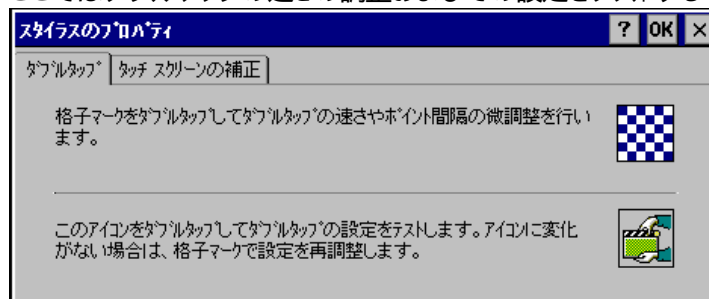 ｽﾀｲﾗｽのﾌﾟﾛﾊﾟﾃｨ
? OK ×
ﾀﾞﾌﾞﾙﾀｯﾌﾟ ﾀｯﾁ ｽｸﾘｰﾝの補正
格子ﾏｰｸをﾀﾞﾌﾞﾙﾀｯﾌﾟしてﾀﾞﾌﾞﾙﾀｯﾌﾟの速さやﾎﾟｲﾝﾄ間隔の微調整を行い
ます。
このｱｲｺﾝをﾀﾞﾌﾞﾙﾀｯﾌﾟしてﾀﾞﾌﾞﾙﾀｯﾌﾟの設定をﾃｽﾄします。ｱｲｺﾝに変化
がない場合は、格子ﾏｰｸで設定を再調整します。